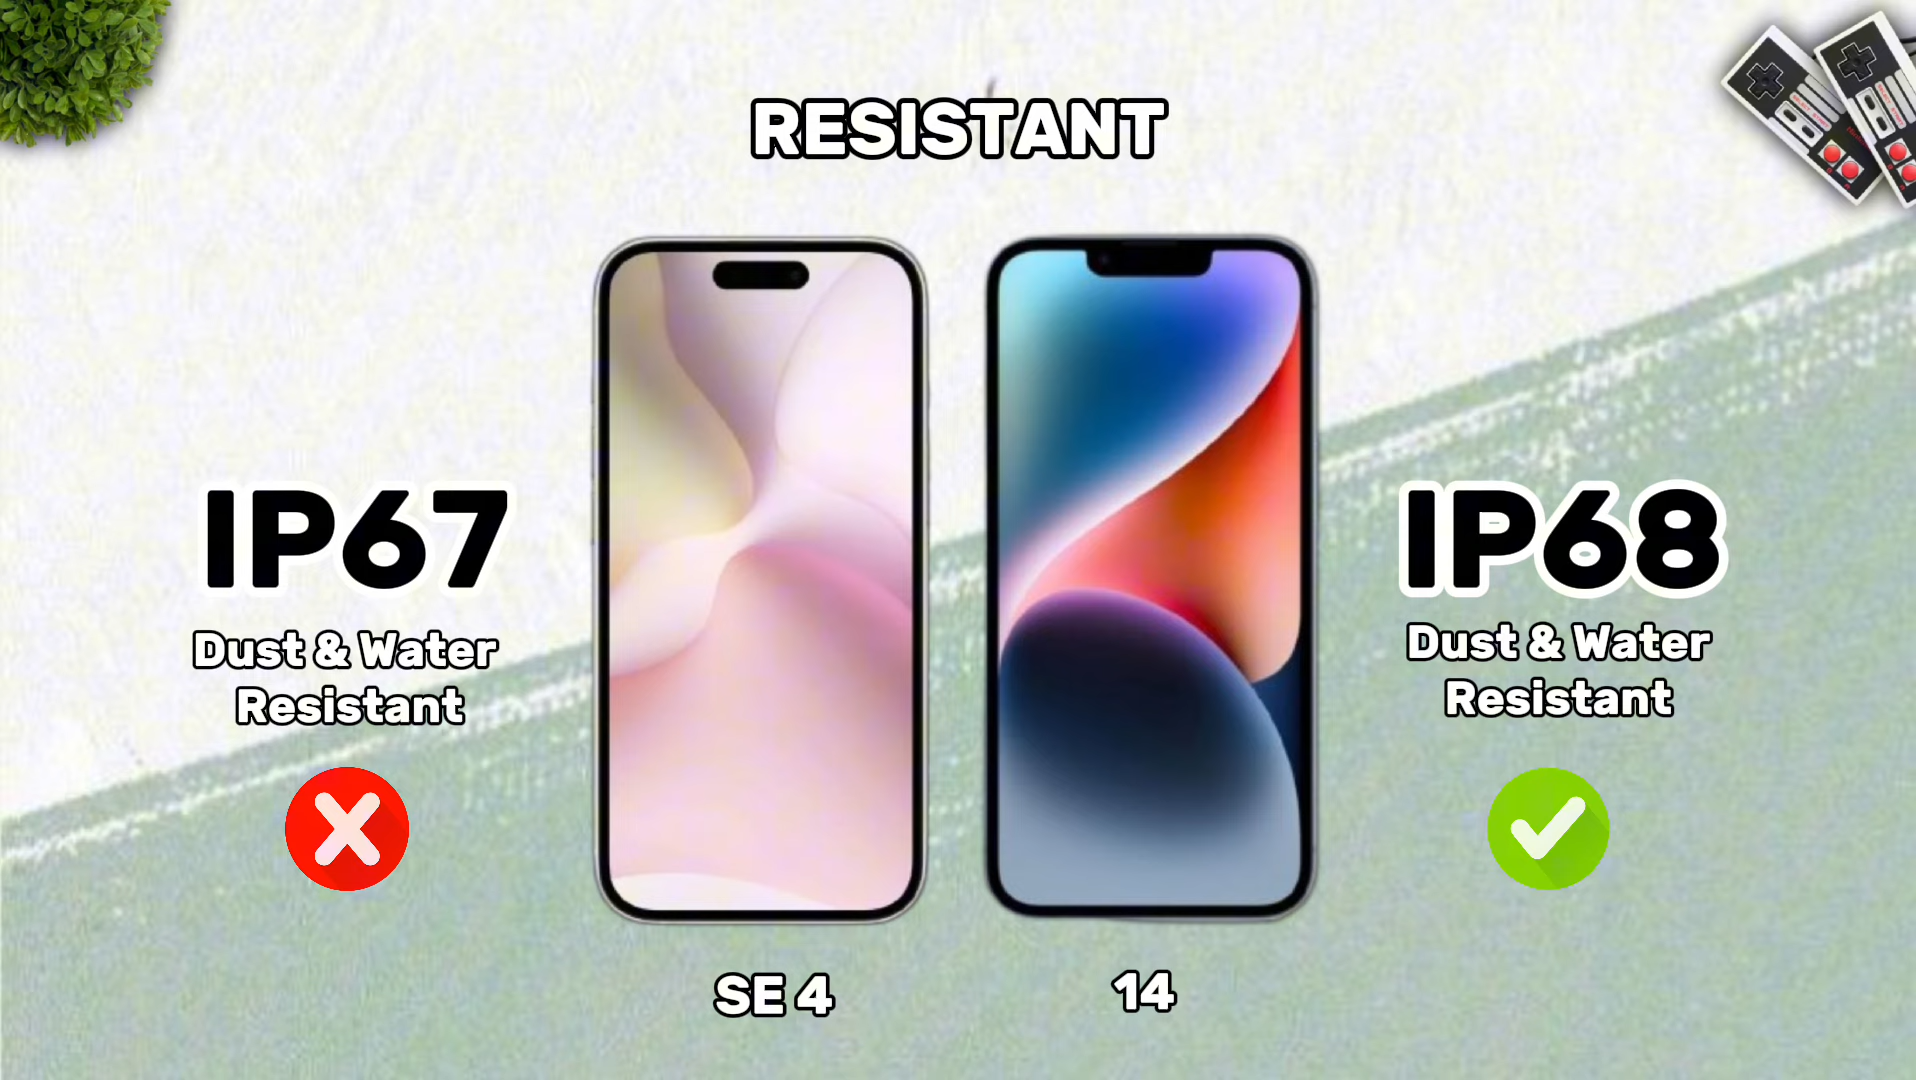 RESISTANT
IP67
Dust & Water
Resistant
IP68
Dust & Water
Resistant
SE 4
14